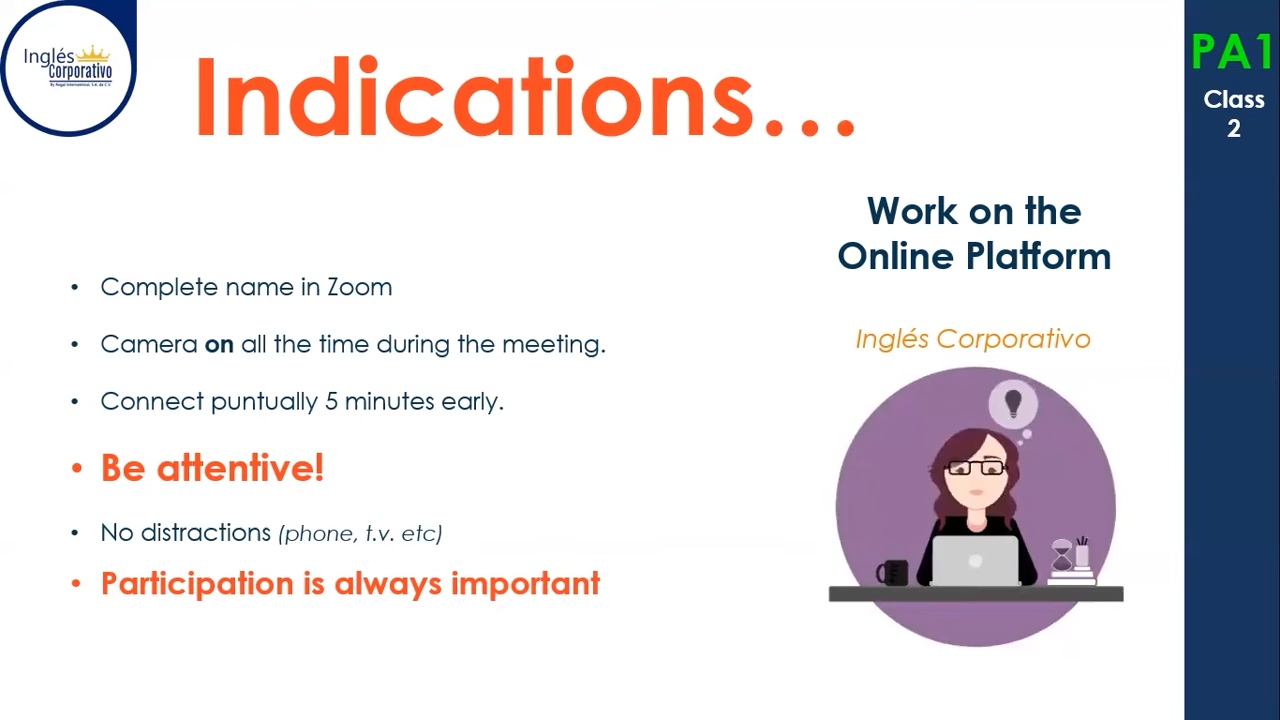 Inglés
Corporativo
By Regal International, S.A. de C.V.
Indications...
PA1
Class
2
Work on the
Online Platform
Inglés Corporativo
• Complete name in Zoom
• Camera on all the time during the meeting.
• Connect puntually 5 minutes early.
• Be attentive!
• No distractions (phone, t.v. etc)
• Participation is always important